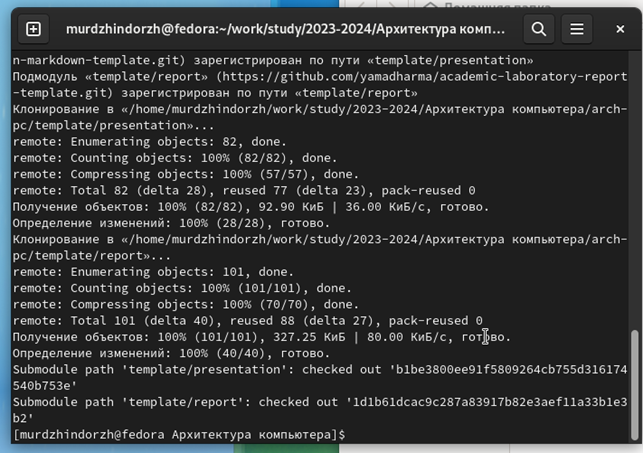 murdzhindorzh@fedora:~/work/study/2023-2024/Архитектура комп...
n-markdown-template.git) зарегистрирован по пути «template/presentation»
Подмодуль «template/report» (https://github.com/yamadharma/academic-laboratory-report
-template.git) зарегистрирован по пути «template/report»
Клонирование в «/home/murdzhindorzh/work/study/2023-2024/Архитектура компьютера/arch-
pc/template/presentation»...
remote: Enumerating objects: 82, done.
remote: Counting objects: 100% (82/82), done.
remote: Compressing objects: 100% (57/57), done.
remote: Total 82 (delta 28), reused 77 (delta 23), pack-reused 0
Получение объектов: 100% (82/82), 92.90 КиБ | 36.00 КиБ/с, готово.
Определение изменений: 100% (28/28), готово.
Клонирование в «/home/murdzhindorzh/work/study/2023-2024/Архитектура компьютера/arch-
pc/template/report»...
remote: Enumerating objects: 101, done.
remote: Counting objects: 100% (101/101), done.
remote: Compressing objects: 100% (70/70), done.
remote: Total 101 (delta 40), reused 88 (delta 27), pack-reused 0
Получение объектов: 100% (101/101), 327.25 КиБ | 80.00 КиБ/с, готово.
Определение изменений: 100% (40/40), готово.
Submodule path 'template/presentation': checked out 'b1be3800ee91f5809264cb755d316174
540b753e'
Submodule path 'template/report': checked out '1d1b61dcac9c287a83917b82e3aef11a33b1e3
b2'
[murdzhindorzh@fedora Архитектура компьютера]$